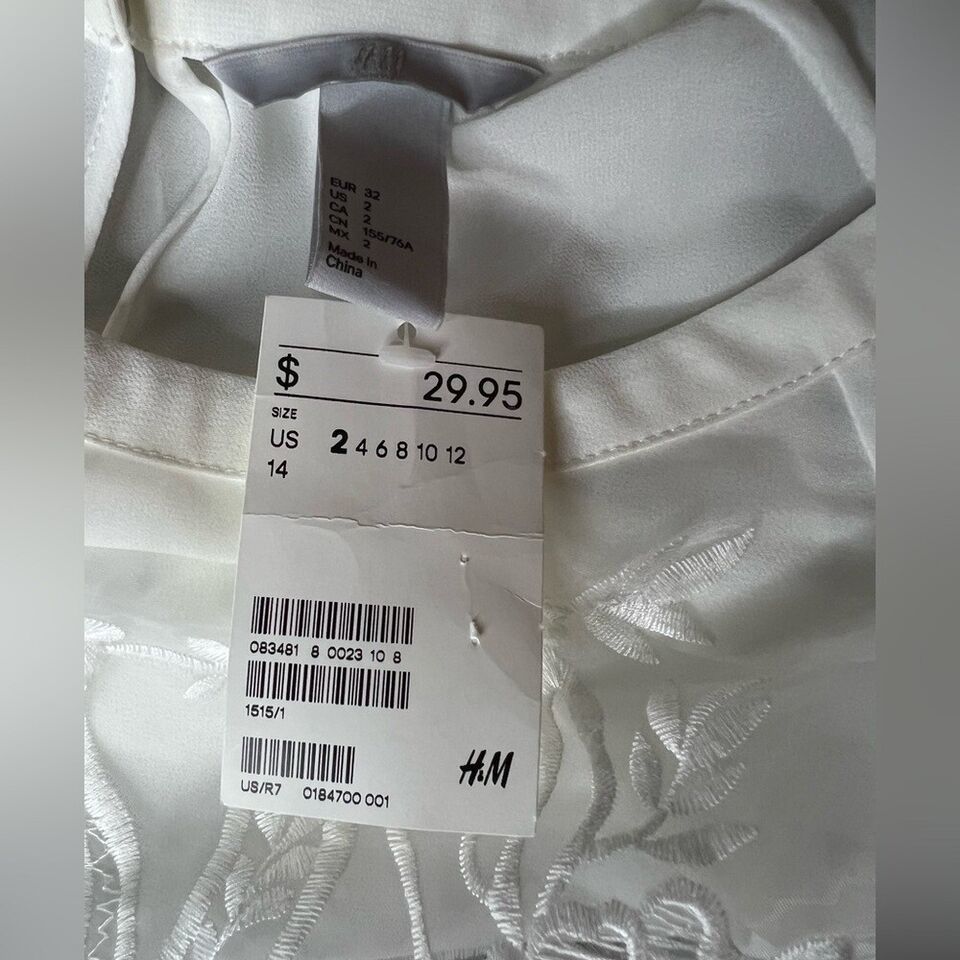 H&M
EUR 32
US 2
CA 2
CN 155/76A
MX 2
Made in
China
$ 29.95
SIZE
US 2 4 6 8 10 12
14
083481 8 0023 10 8
1515/1
H&M
US/R7 0184700 001